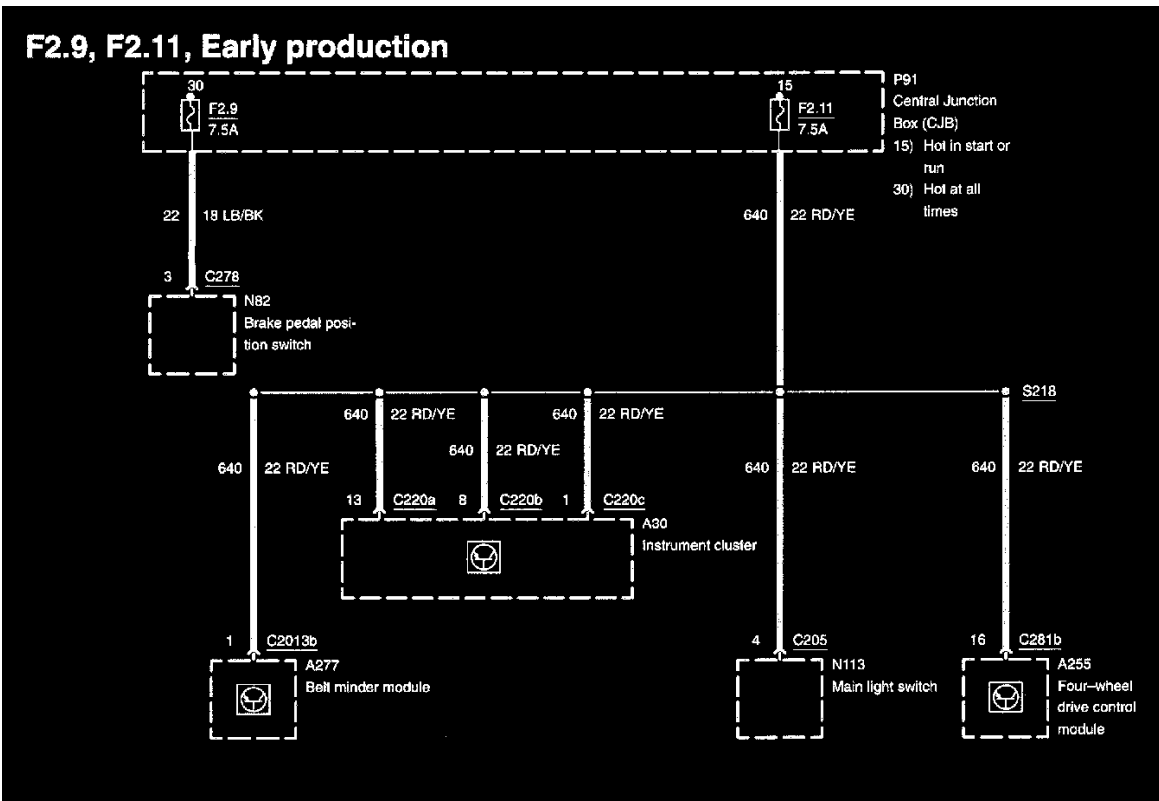 F2.9, F2.11, Early production
30
F2.9
7.5A
15
F2.11
7.5A
P91
Central Junction
Box (CJB)
15) Hot in start or
run
30) Hot at all
times
22 18 LB/BK
640 22 RD/YE
3 C278
N82
Brake pedal posi-
tion switch
S218
640 22 RD/YE
640 22 RD/YE
640 22 RD/YE
640 22 RD/YE
640 22 RD/YE
640 22 RD/YE
13 C220a
8 C220b
1 C220c
A30
Instrument cluster
1 C2013b
A277
Belt minder module
4 C205
N113
Main light switch
16 C281b
A255
Four–wheel
drive control
module